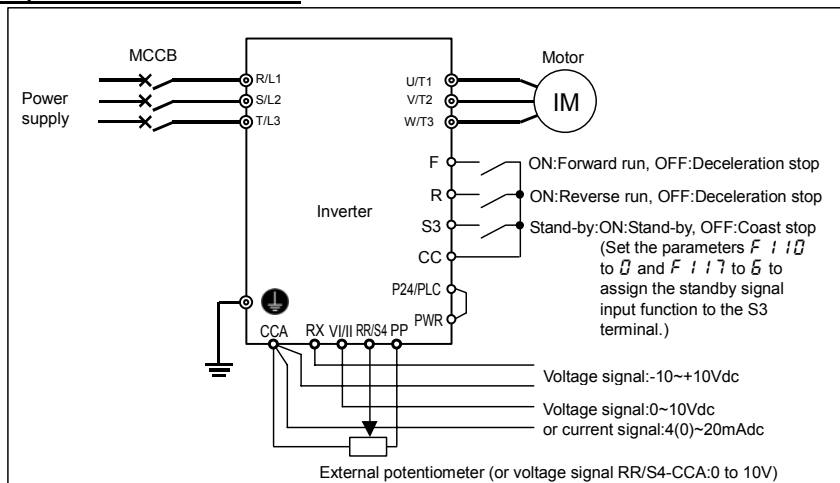 MCCB
Motor
Power
supply
R/L1
S/L2
T/L3
U/T1
V/T2
W/T3
IM
Inverter
F
ON:Forward run, OFF:Deceleration stop
R
ON:Reverse run, OFF:Deceleration stop
S3
Stand-by:ON:Stand-by, OFF:Coast stop
(Set the parameters F110
to 0 and F117 to 6 to
assign the standby signal
input function to the S3
terminal.)
CC
P24/PLC
PWR
CCA RX VI/II RR/S4 PP
Voltage signal:-10~+10Vdc
Voltage signal:0~10Vdc
or current signal:4(0)~20mAdc
External potentiometer (or voltage signal RR/S4-CCA:0 to 10V)